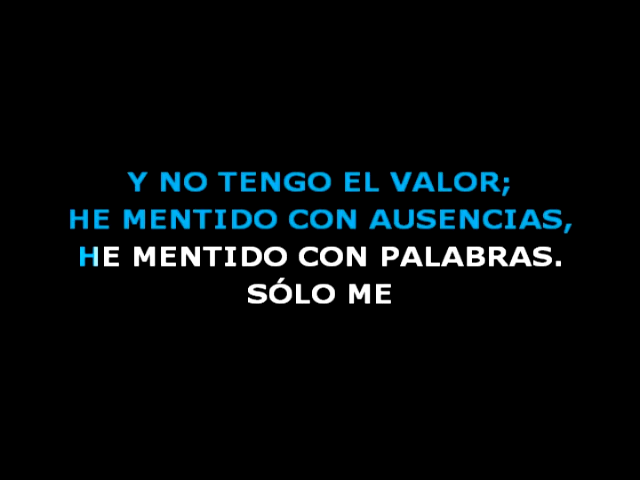 Y NO TENGO EL VALOR;
HE MENTIDO CON AUSENCIAS,
HE MENTIDO CON PALABRAS.
SÓLO ME